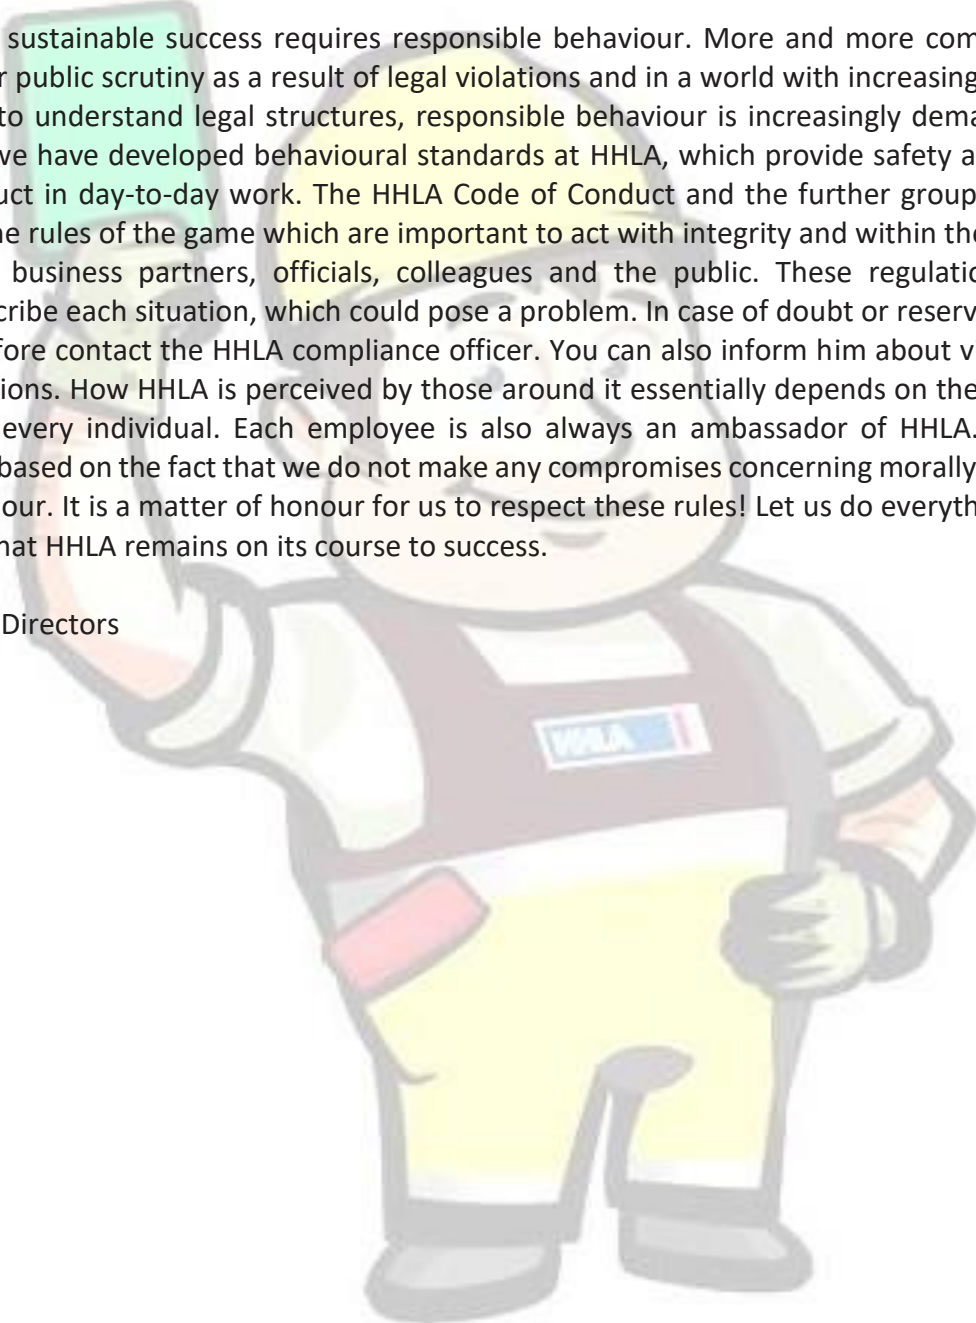 sustainable success requires responsible behaviour. More and more com
r public scrutiny as a result of legal violations and in a world with increasing
to understand legal structures, responsible behaviour is increasingly dema
we have developed behavioural standards at HHLA, which provide safety a
uct in day-to-day work. The HHLA Code of Conduct and the further group
he rules of the game which are important to act with integrity and within the
business partners, officials, colleagues and the public. These regulatio
cribe each situation, which could pose a problem. In case of doubt or reserv
fore contact the HHLA compliance officer. You can also inform him about v
tions. How HHLA is perceived by those around it essentially depends on the
every individual. Each employee is also always an ambassador of HHLA.
based on the fact that we do not make any compromises concerning morally
our. It is a matter of honour for us to respect these rules! Let us do everyth
hat HHLA remains on its course to success.
Directors
HHLA